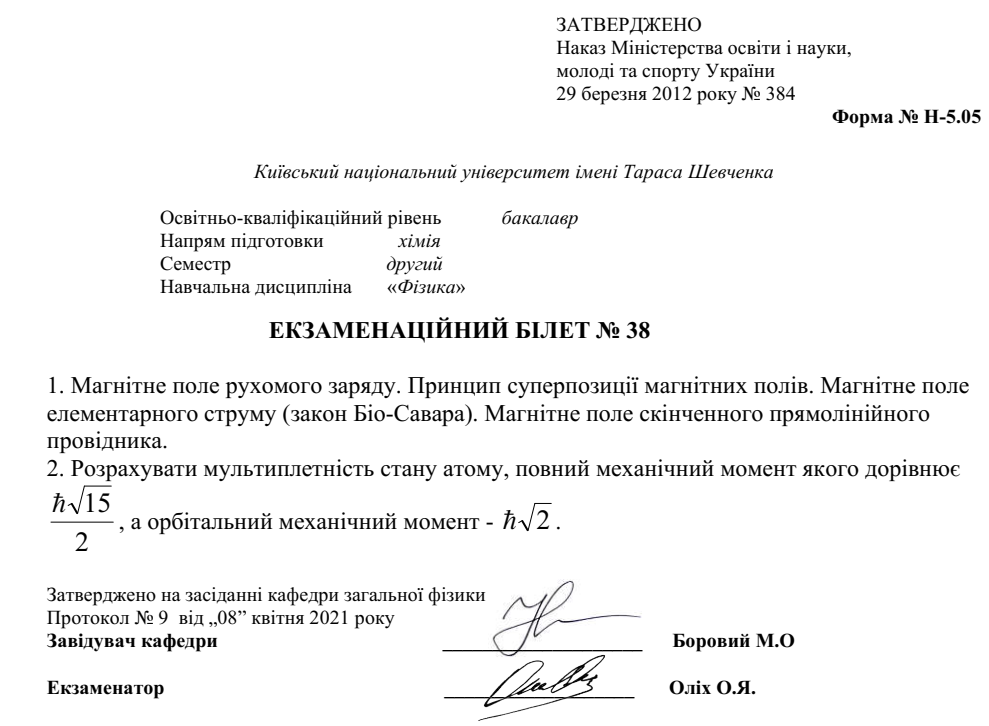 ЗАТВЕРДЖЕНО
Наказ Міністерства освіти і науки,
молоді та спорту України
29 березня 2012 року № 384
Форма № Н-5.05
Київський національний університет імені Тараса Шевченка
Освітньо-кваліфікаційний рівень бакалавр
Напрям підготовки хімія
Семестр другий
Навчальна дисципліна «Фізика»
ЕКЗАМЕНАЦІЙНИЙ БІЛЕТ № 38
1. Магнітне поле рухомого заряду. Принцип суперпозиції магнітних полів. Магнітне поле
елементарного струму (закон Біо-Савара). Магнітне поле скінченного прямолінійного
провідника.
2. Розрахувати мультиплетність стану атому, повний механічний момент якого дорівнює
ħ√15/2, а орбітальний механічний момент - ħ√2.
Затверджено на засіданні кафедри загальної фізики
Протокол № 9 від „08” квітня 2021 року
Завідувач кафедри Боровий М.О
Екзаменатор Оліх О.Я.